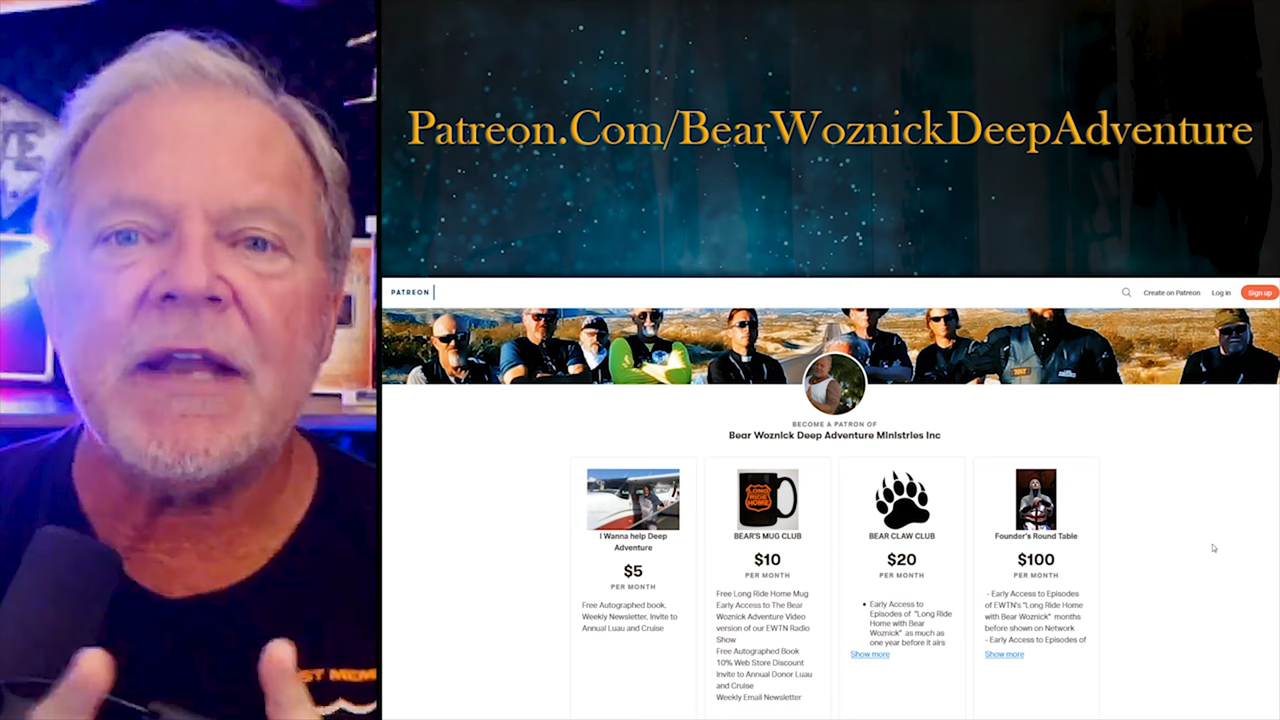 Patreon.Com/BearWoznickDeepAdventure
PATREON
Create on Patreon
Log in
Sign up
BECOME A PATRON OF
Bear Woznick Deep Adventure Ministries Inc
I Wanna help Deep
Adventure
$5
PER MONTH
Free Autographed book,
Weekly Newsletter, Invite to
Annual Luau and Cruise
LONG
RIDE
HOME
BEAR'S MUG CLUB
$10
PER MONTH
Free Long Ride Home Mug
Early Access to The Bear
Woznick Adventure Video
version of our EWTN Radio
Show
Free Autographed Book
10% Web Store Discount
Invite to Annual Donor Luau
and Cruise
Weekly Email Newsletter
BEAR CLAW CLUB
$20
PER MONTH
• Early Access to
Episodes of "Long Ride
Home with Bear
Woznick" as much as
one year before it airs
Show more
Founder's Round Table
$100
PER MONTH
- Early Access to Episodes
of EWTN's "Long Ride Home
with Bear Woznick" months
before shown on Network
- Early Access to Episodes of
Show more